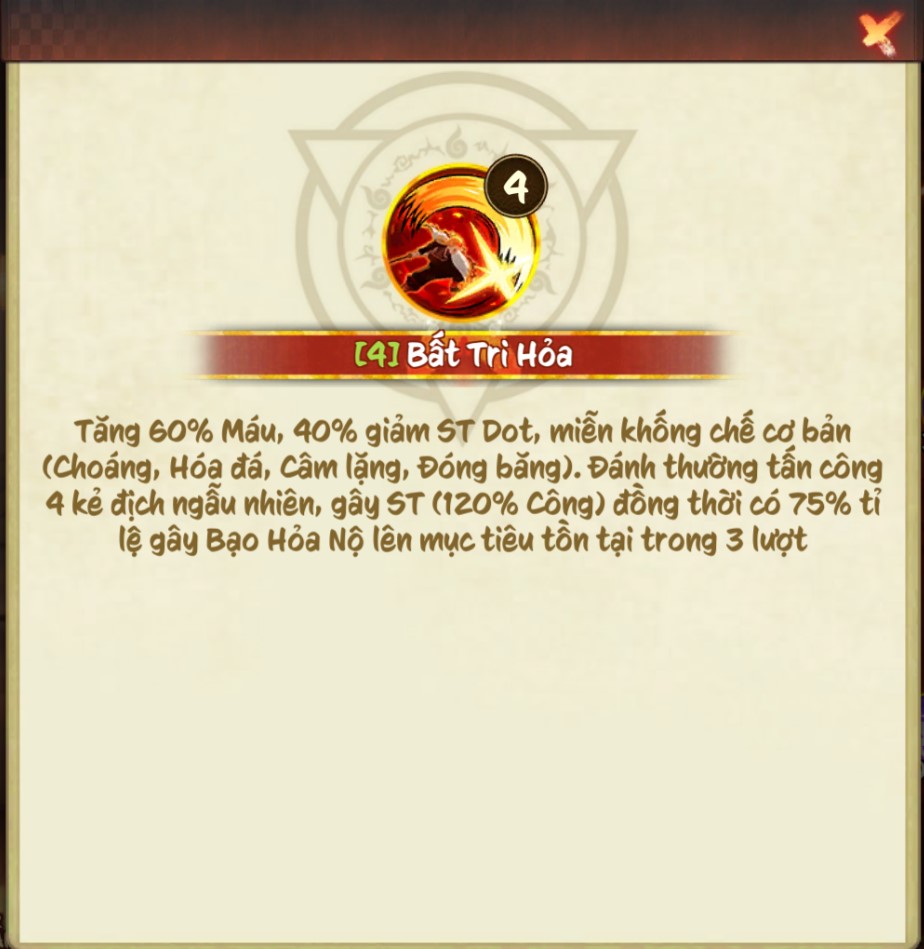 4
[4] Bất Tri Hỏa
Tăng 60% Máu, 40% giảm ST Dot, miễn khống chế cơ bản
(Choáng, Hóa đá, Câm lặng, Đóng băng). Đánh thường tấn công
4 kẻ địch ngẫu nhiên, gây ST (120% Công) đồng thời có 75% tỉ
lệ gây Bạo Hỏa Nộ lên mục tiêu tồn tại trong 3 lượt